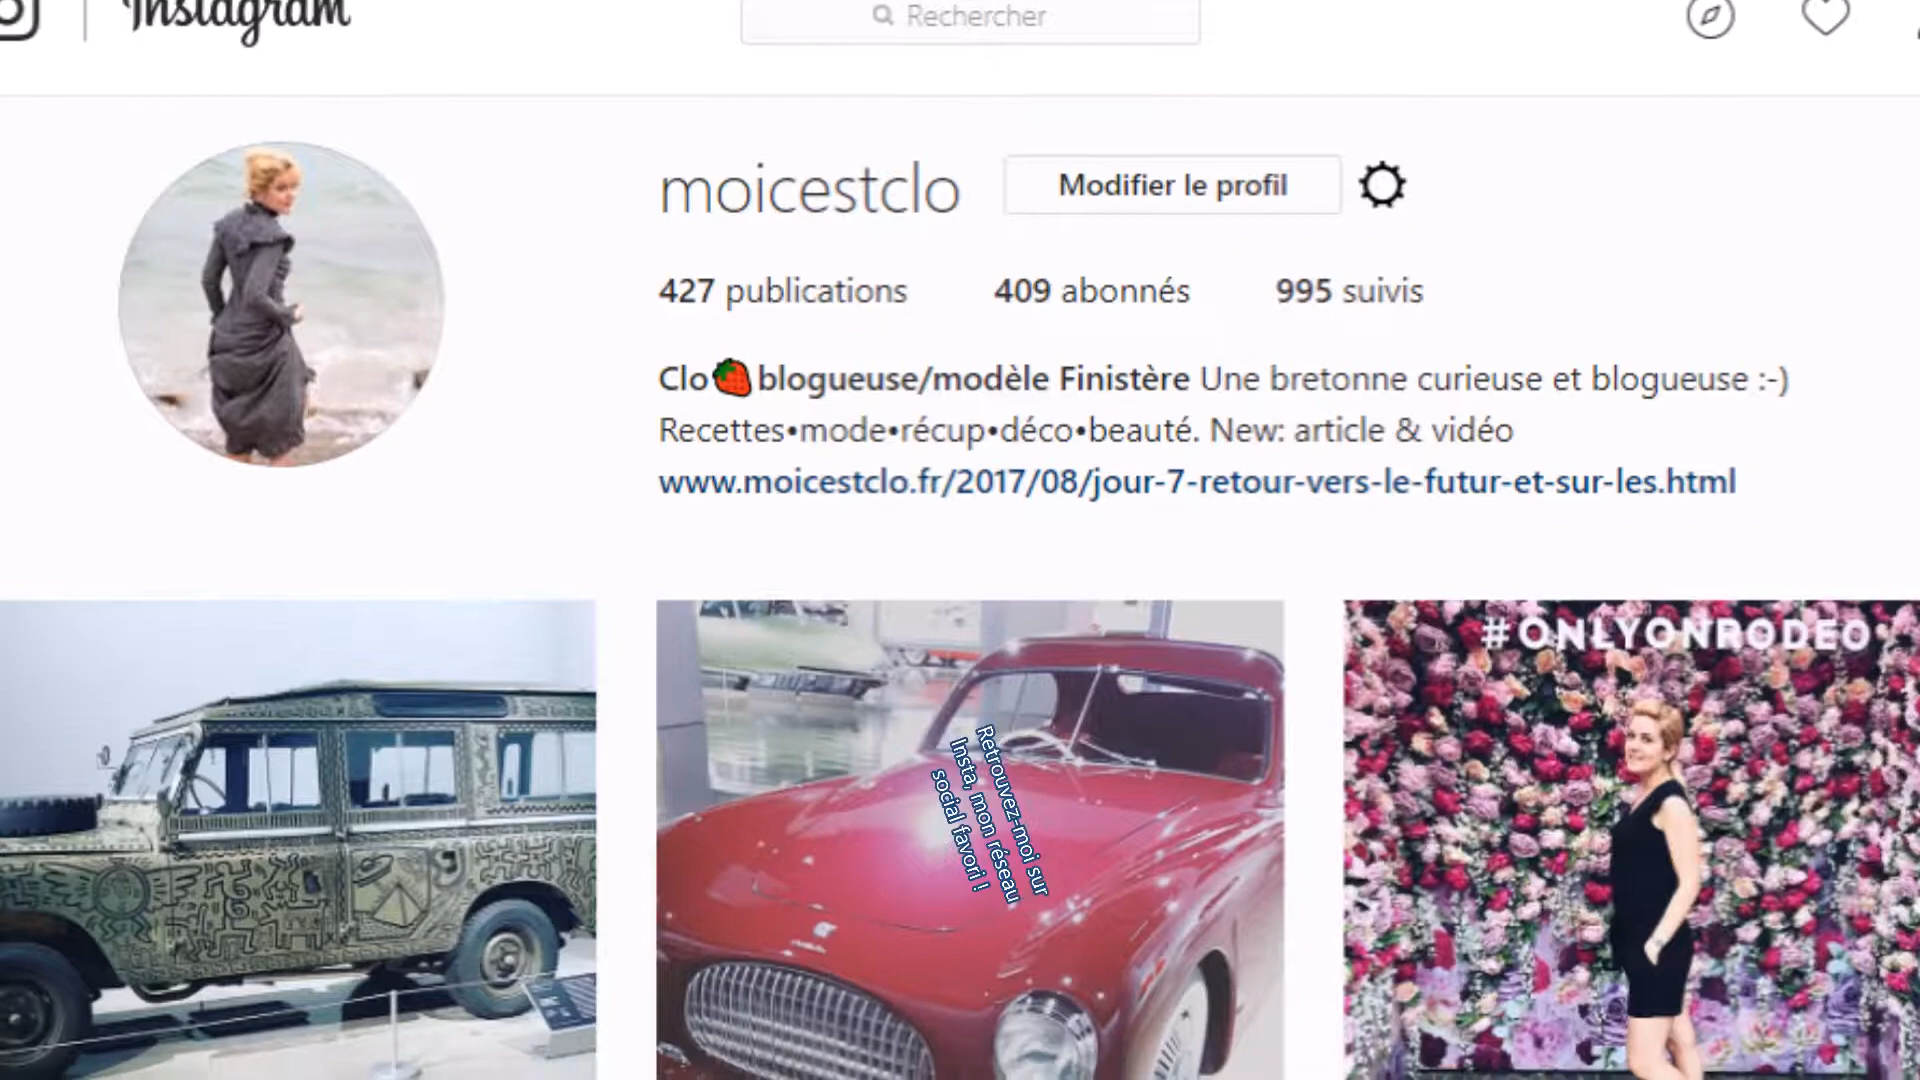 Instagram
Rechercher
moicestclo
Modifier le profil
427 publications
409 abonnés
995 suivis
Clo🍓blogueuse/modèle Finistère Une bretonne curieuse et blogueuse :-)
Recettes•mode•récup•déco•beauté. New: article & vidéo
www.moicestclo.fr/2017/08/jour-7-retour-vers-le-futur-et-sur-les.html
#ONLYONRODEO
Retrouvez-moi sur
Insta, mon réseau
social favori !